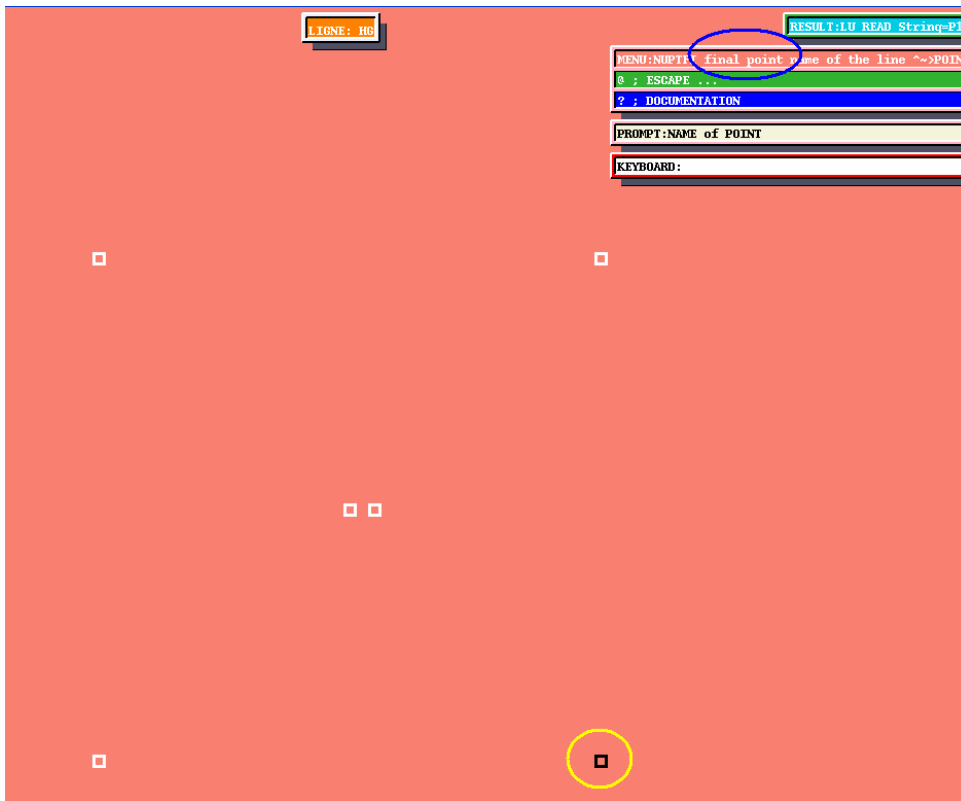 LIGNE: HG
RESULT:LU READ String=P1
MENU:NUPTF: final point name of the line ^~>POIN
@ ; ESCAPE ...
? ; DOCUMENTATION
PROMPT:NAME of POINT
KEYBOARD: